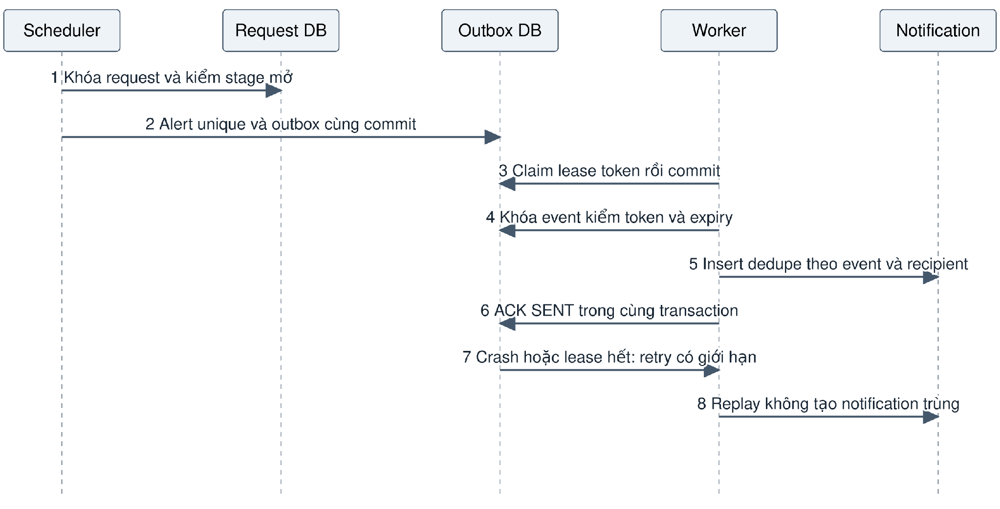 Scheduler
Request DB
Outbox DB
Worker
Notification
1 Khóa request và kiểm stage mở
2 Alert unique và outbox cùng commit
3 Claim lease token rồi commit
4 Khóa event kiểm token và expiry
5 Insert dedupe theo event và recipient
6 ACK SENT trong cùng transaction
7 Crash hoặc lease hết: retry có giới hạn
8 Replay không tạo notification trùng